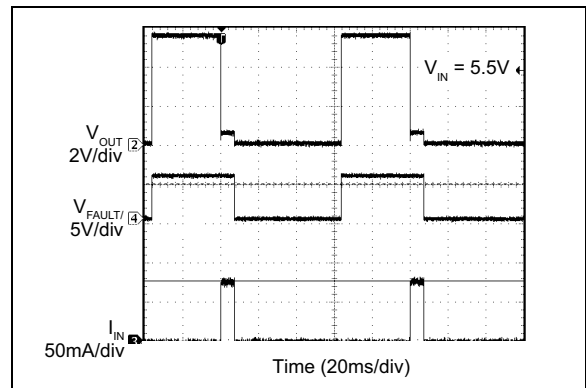 T
V_IN = 5.5V
V_OUT 2
2V/div
V_FAULT/ 4
5V/div
I_IN 3
50mA/div
Time (20ms/div)